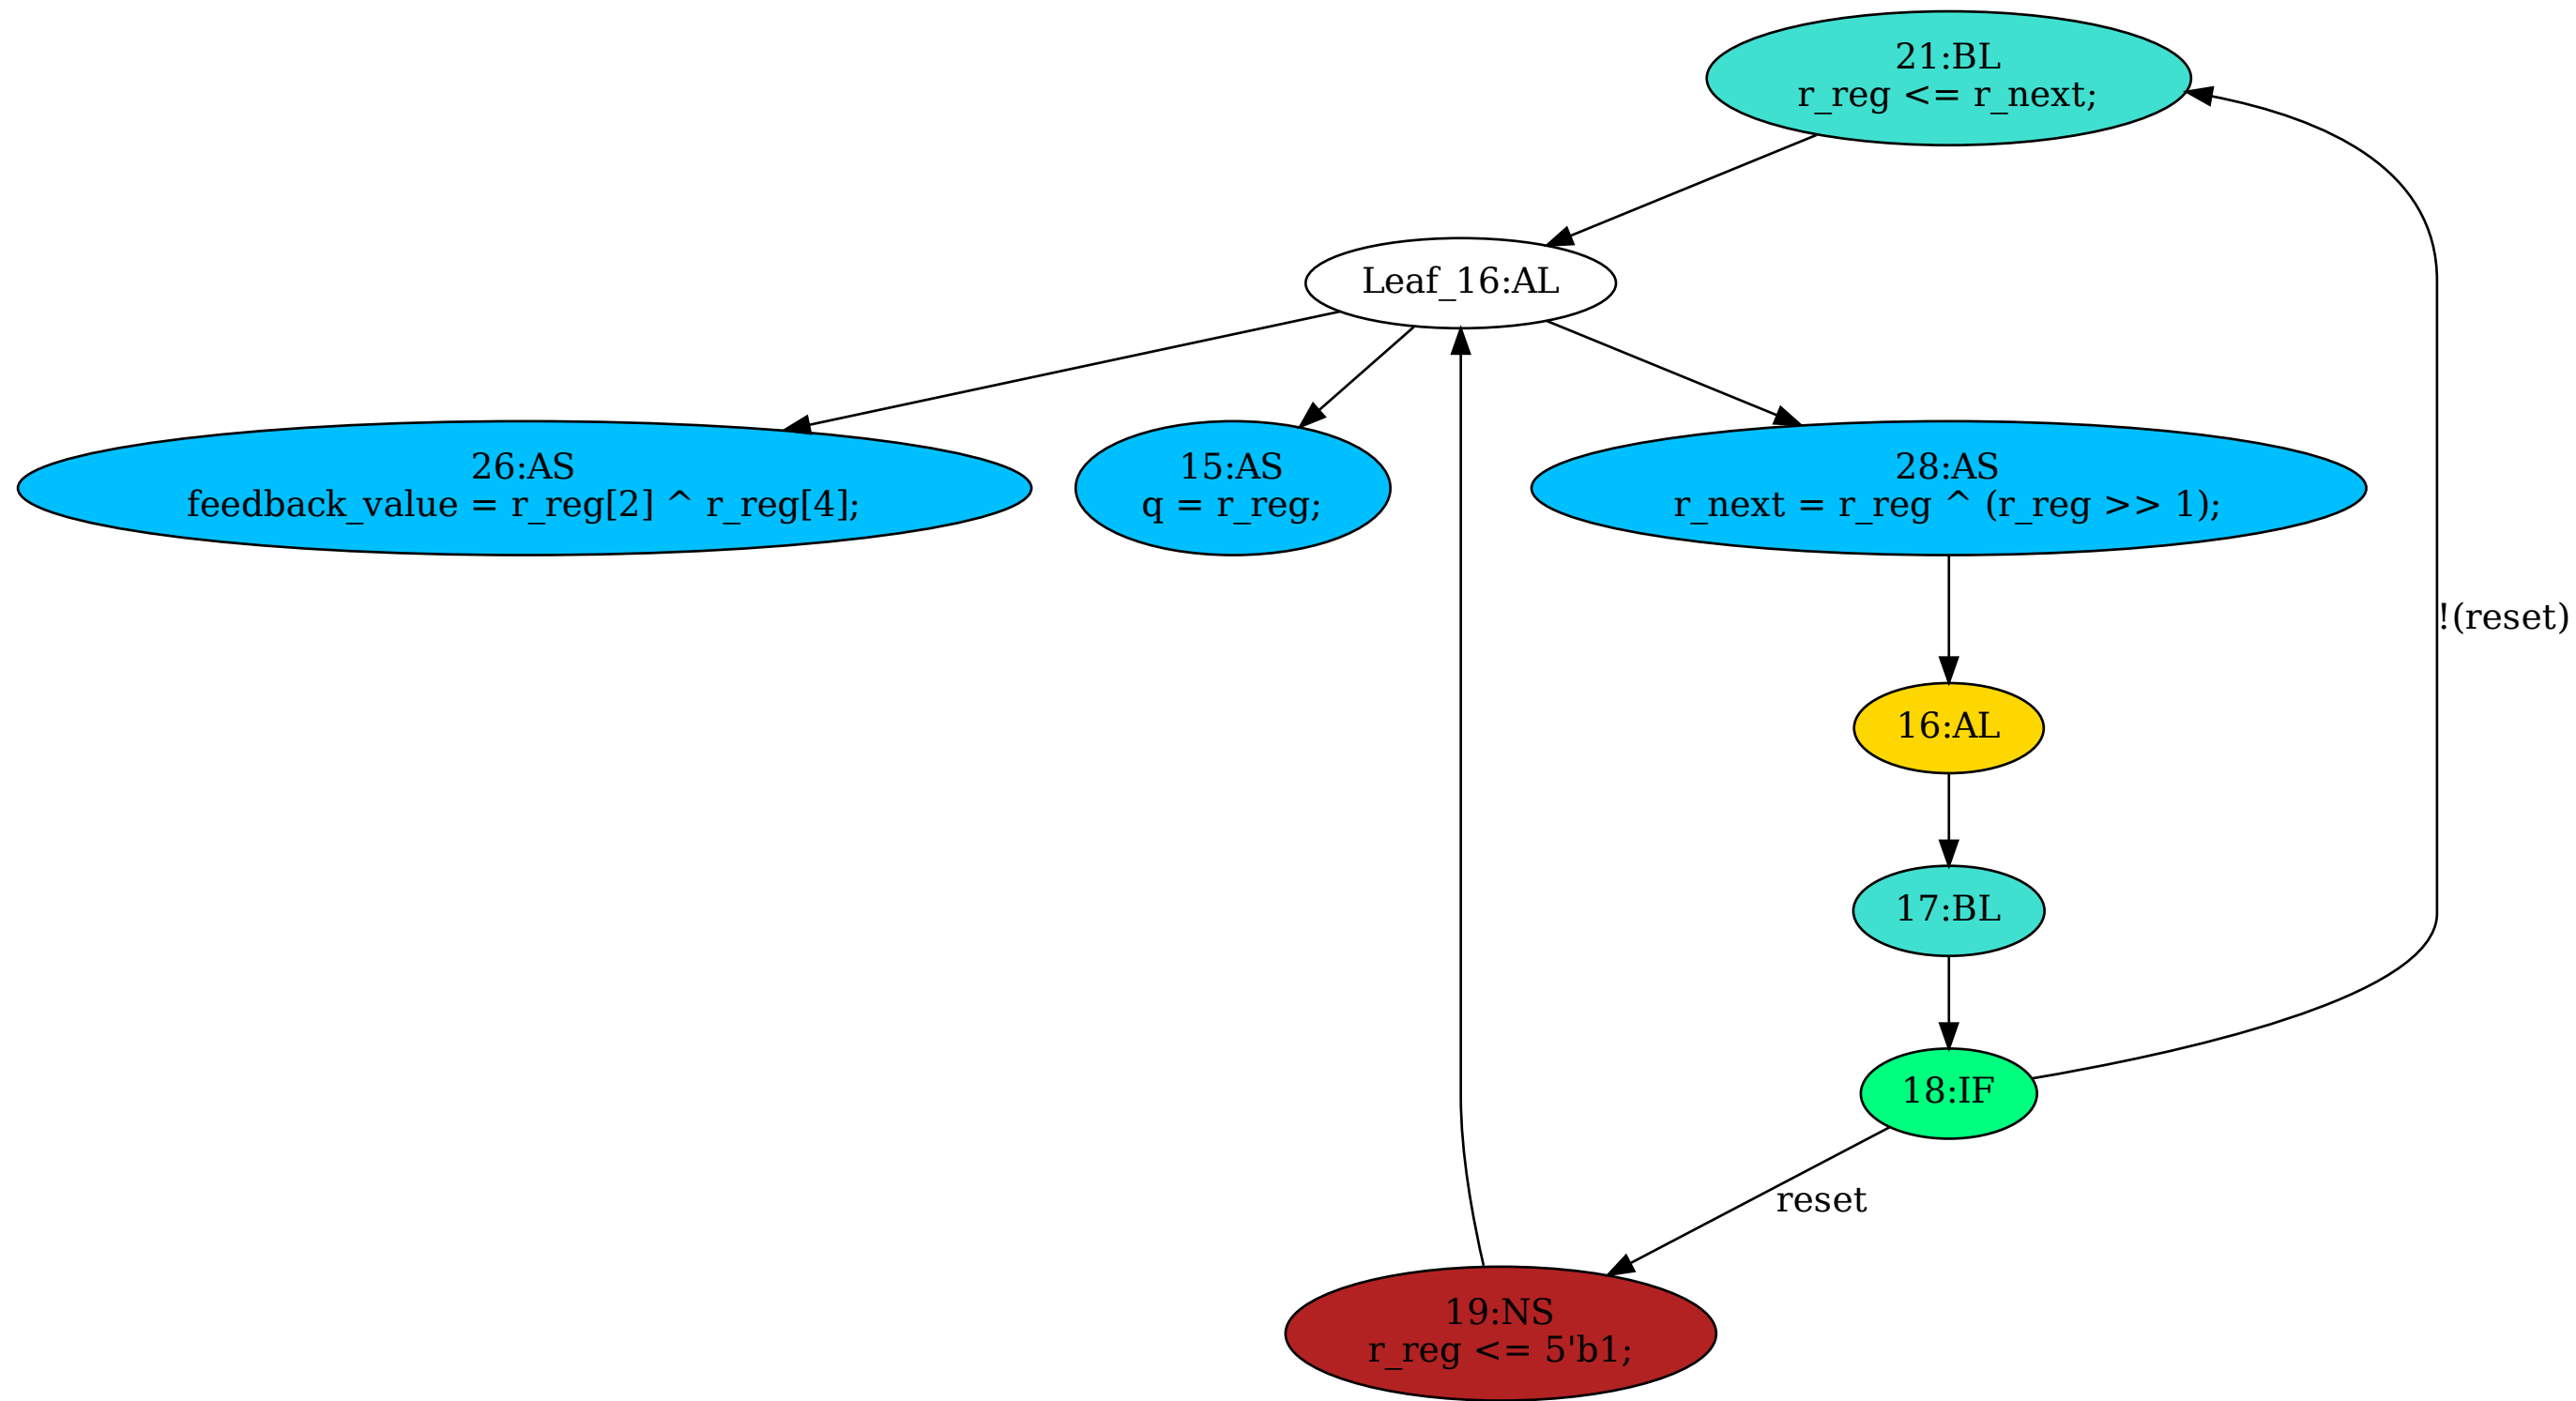 21:BL
r_reg <= r_next;
Leaf_16:AL
26:AS
feedback_value = r_reg[2] ^ r_reg[4];
15:AS
q = r_reg;
28:AS
r_next = r_reg ^ (r_reg >> 1);
!(reset)
16:AL
17:BL
18:IF
reset
19:NS
r_reg <= 5'b1;